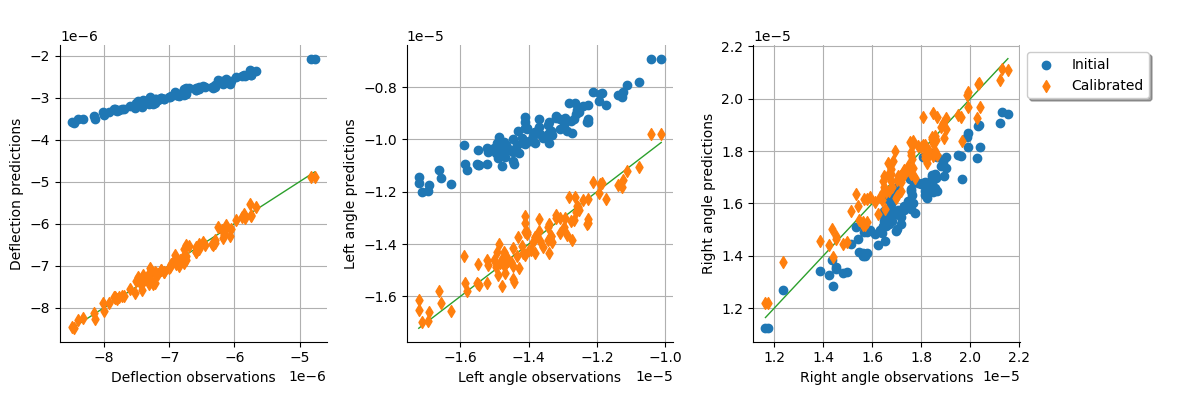 1e−6
−2
−3
−4
−5
−6
−7
−8
Deflection predictions
−8
−7
−6
−5
Deflection observations
1e−6
1e−5
−0.8
−1.0
−1.2
−1.4
−1.6
Left angle predictions
−1.6
−1.4
−1.2
−1.0
Left angle observations
1e−5
1e−5
2.2
2.0
1.8
1.6
1.4
1.2
Right angle predictions
1.2
1.4
1.6
1.8
2.0
2.2
Right angle observations
1e−5
Initial
Calibrated